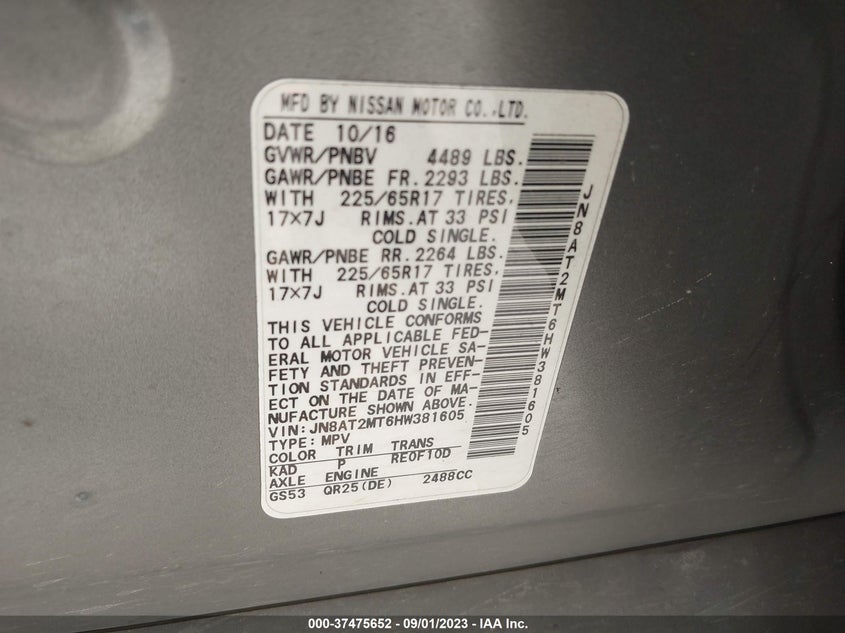 MFD BY NISSAN MOTOR CO.,LTD.
DATE 10/16
GVWR/PNBV 4489 LBS.
GAWR/PNBE FR. 2293 LBS.
WITH 225/65R17 TIRES,
17×7J RIMS.AT 33 PSI
COLD SINGLE.
GAWR/PNBE RR. 2264 LBS.
WITH 225/65R17 TIRES,
17×7J RIMS.AT 33 PSI
COLD SINGLE.
THIS VEHICLE CONFORMS
TO ALL APPLICABLE FED-
ERAL MOTOR VEHICLE SA-
FETY AND THEFT PREVEN-
TION STANDARDS IN EFF-
ECT ON THE DATE OF MA-
NUFACTURE SHOWN ABOVE.
VIN:JN8AT2MT6HW381605
TYPE: MPV
COLOR TRIM TRANS
KAD P RE0F10D
AXLE ENGINE
GS53 QR25(DE) 2488CC
JN8AT2MT6HW381605
000-37475652 - 09/01/2023 - IAA Inc.